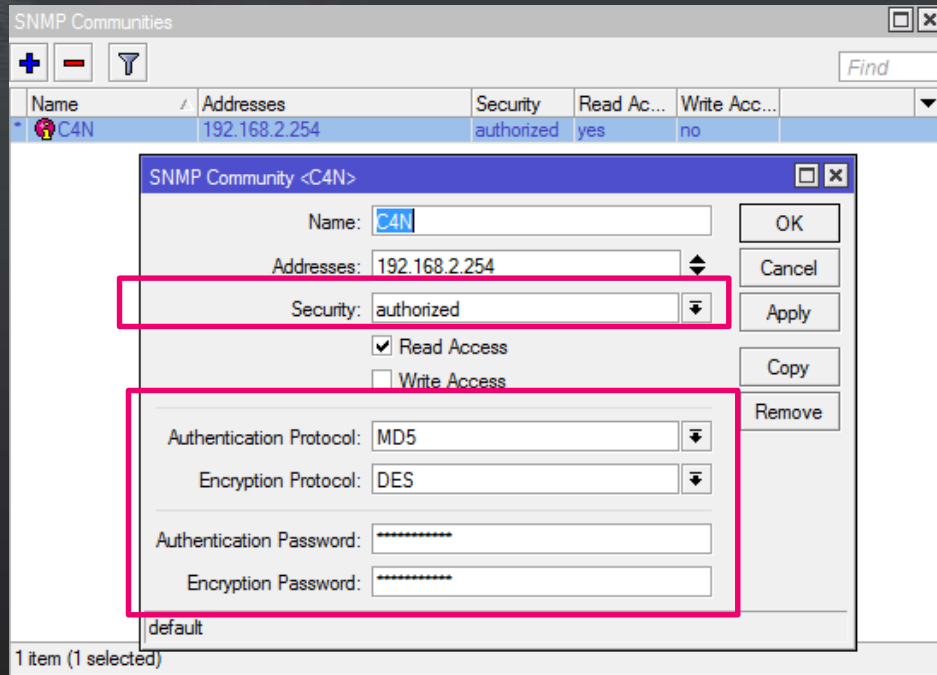 SNMP Communities
Find
Name Addresses Security Read Ac... Write Acc...
* C4N 192.168.2.254 authorized yes no
SNMP Community <C4N>
Name: C4N
OK
Addresses: 192.168.2.254
Cancel
Security: authorized
Apply
Read Access
Copy
Write Access
Remove
Authentication Protocol: MD5
Encryption Protocol: DES
Authentication Password: ***********
Encryption Password: ***********
default
1 item (1 selected)